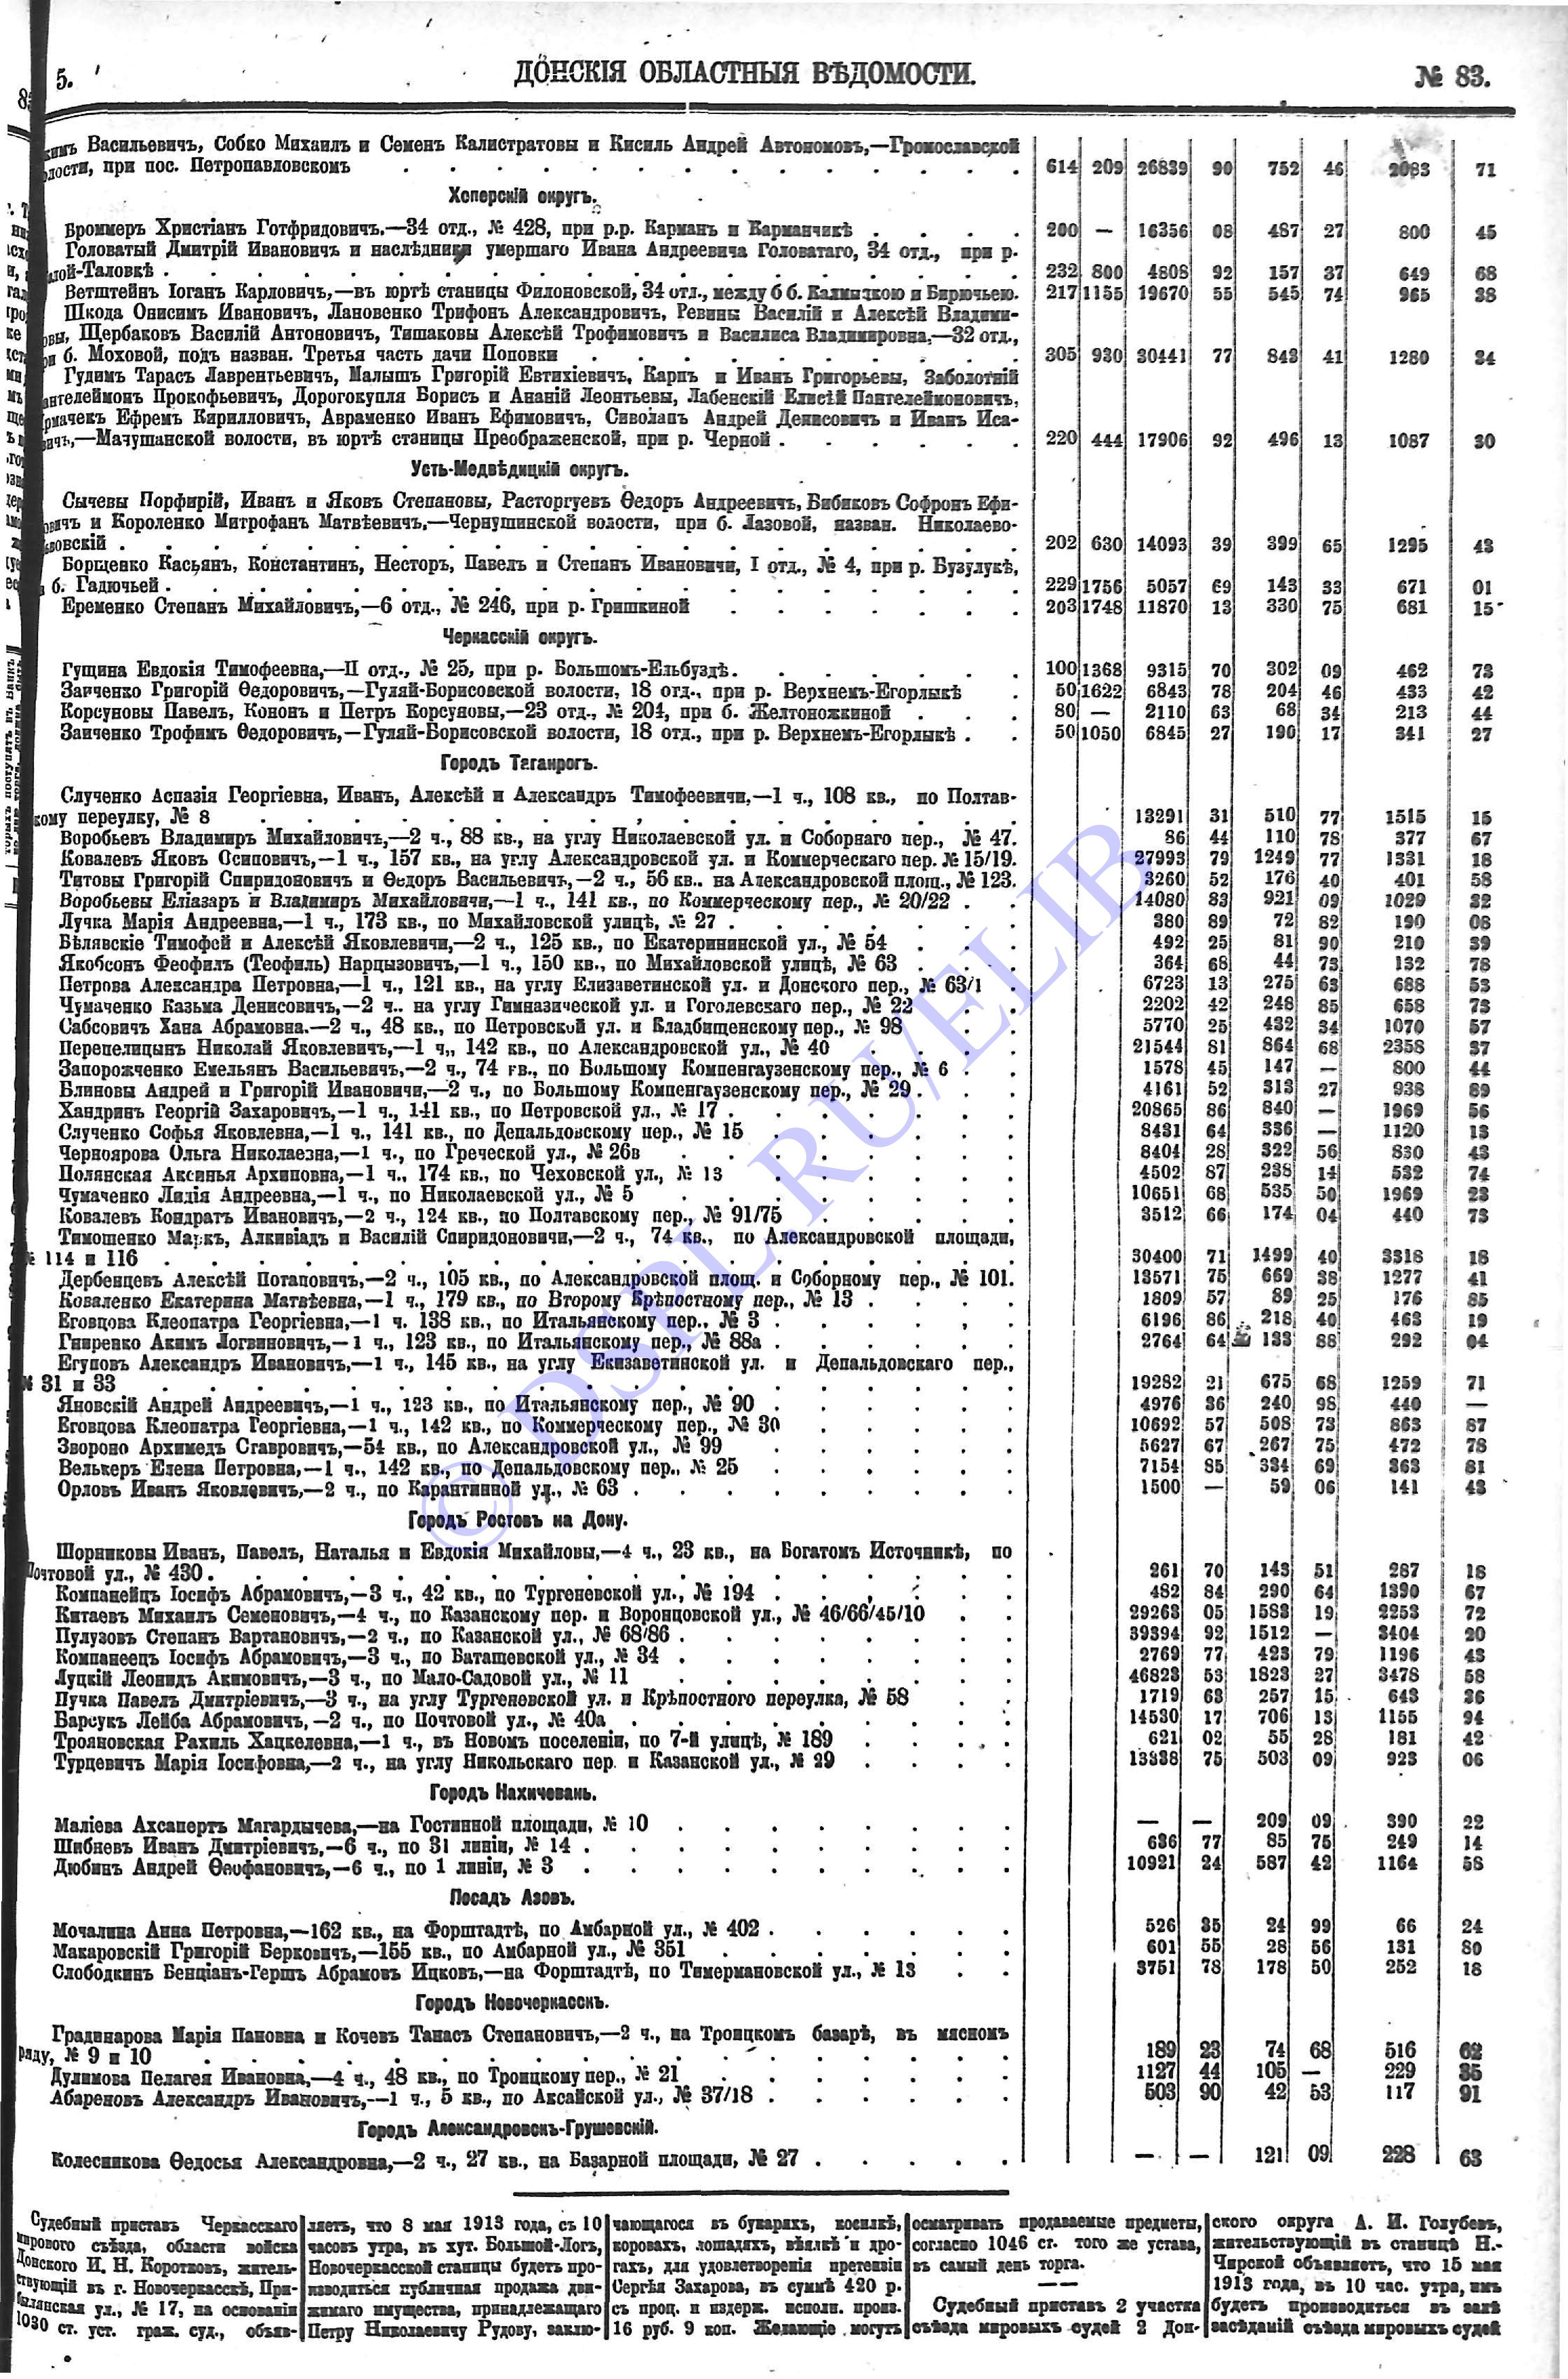 5. ДОНСКІЯ ОБЛАСТНЫЯ ВѢДОМОСТИ. № 83.
Васильевичъ, Собко Михаилъ и Семенъ Калистратовы и Кисиль Андрей Автономовъ,—Громославской
при пос. Петропавловскомъ 614 209 26839 90 752 46 2083 71
Хоперскій округъ.
Броммеръ Христіанъ Готфридовичъ.—34 отд., № 428, при р.р. Карманъ и Карманчикѣ 200 — 16356 08 487 27 800 45
Головатый Дмитрій Ивановичъ и наслѣдники умершаго Ивана Андреевича Головатаго, 34 отд., при р.
Таловкѣ 232 800 4808 92 157 37 649 68
Ветштейнъ Іоганъ Карловичъ,—въ юртѣ станицы Филоновской, 34 отд., между б б. Калмыцкою и Бирючьею. 217 1155 19670 55 545 74 965 38
Шкода Онисимъ Ивановичъ, Лановенко Трифонъ Александровичъ, Ревины Василій и Алексѣй Владими-
Щербаковъ Василій Антоновичъ, Тишаковы Алексѣй Трофимовичъ и Василиса Владимировна,—32 отд.,
б. Моховой, подъ назван. Третья часть дачи Поповки 305 930 30441 77 843 41 1280 34
Гудимъ Тарасъ Лаврентьевичъ, Малышъ Григорій Евтихіевичъ, Карпъ и Иванъ Григорьевы, Заболотній
Прокофьевичъ, Дорогокупля Борисъ и Ананій Леонтьевы, Лабенскій Елисѣй Пантелеймоновичъ,
Ефремъ Кирилловичъ, Авраменко Иванъ Ефимовичъ, Сиволапъ Андрей Денисовичъ и Иванъ Иса-
Мачушанской волости, въ юртѣ станицы Преображенской, при р. Черной 220 444 17906 92 496 13 1087 30
Усть-Медвѣдицкій округъ.
Сычевы Порфирій, Иванъ и Яковъ Степановы, Расторгуевъ Ѳедоръ Андреевичъ, Бибиковъ Софронъ Ефи-
и Короленко Митрофанъ Матвѣевичъ,—Чернушинской волости, при б. Лазовой, назван. Николаево-
202 630 14093 39 399 65 1295 43
Борщенко Касьянъ, Константинъ, Несторъ, Павелъ и Степанъ Ивановичи, I отд., № 4, при р. Бузулукѣ,
б. Гадючьей 229 1756 5057 69 143 33 671 01
Еременко Степанъ Михайловичъ,—6 отд., № 246, при р. Гришкиной 203 1748 11870 13 330 75 681 15
Черкасскій округъ.
Гущина Евдокія Тимофеевна,—II отд., № 25, при р. Большомъ-Ельбуздѣ 100 1368 9315 70 302 09 462 73
Заиченко Григорій Ѳедоровичъ,—Гуляй-Борисовской волости, 18 отд., при р. Верхнемъ-Егорлыкѣ 50 1622 6843 78 204 46 433 42
Корсуновы Павелъ, Кононъ и Петръ Корсуновы,—23 отд., № 204, при б. Желтоножкиной 80 — 2110 63 68 34 213 44
Заиченко Трофимъ Ѳедоровичъ,—Гуляй-Борисовской волости, 18 отд., при р. Верхнемъ-Егорлыкѣ 50 1050 6845 27 190 17 341 27
Городъ Таганрогъ.
Слученко Аспазія Георгіевна, Иванъ, Алексѣй и Александръ Тимофеевичи,—1 ч., 108 кв., по Полтав-
скому переулку, № 8 13291 31 510 77 1515 15
Воробьевъ Владимиръ Михайловичъ,—2 ч., 88 кв., на углу Николаевской ул. и Соборнаго пер., № 47. 86 44 110 78 377 67
Ковалевъ Яковъ Осиповичъ,—1 ч., 157 кв., на углу Александровской ул. и Коммерческаго пер. № 15/19. 27993 79 1249 77 1331 18
Титовы Григорій Спиридоновичъ и Ѳедоръ Васильевичъ,—2 ч., 56 кв.. на Александровской площ., № 123. 3260 52 176 40 401 58
Воробьевы Еліазаръ и Владимиръ Михайловичи,—1 ч., 141 кв., по Коммерческому пер., № 20/22 14080 83 921 09 1029 32
Лучка Марія Андреевна,—1 ч., 173 кв., по Михайловской улицѣ, № 27 380 89 72 82 190 08
Бѣлявскіе Тимофей и Алексѣй Яковлевичи,—2 ч., 125 кв., по Екатерининской ул., № 54 492 25 81 90 210 39
Якобсонъ Феофилъ (Теофиль) Нарцызовичъ,—1 ч., 150 кв., по Михайловской улицѣ, № 63 364 68 44 73 132 78
Петрова Александра Петровна,—1 ч., 121 кв., на углу Елизаветинской ул. и Донского пер., № 63/1 6723 13 275 63 688 53
Чумаченко Казьма Денисовичъ,—2 ч.. на углу Гимназической ул. и Гоголевскаго пер., № 22 2202 42 248 85 658 73
Сабсовичъ Хана Абрамовна.—2 ч., 48 кв., по Петровской ул. и Кладбищенскому пер., № 98 5770 25 432 34 1070 57
Перепелицынъ Николай Яковлевичъ,—1 ч,, 142 кв., по Александровской ул., № 40 21544 81 864 68 2358 37
Запорожченко Емельянъ Васильевичъ,—2 ч., 74 кв., по Большому Компенгаузенскому пер., № 6 1578 45 147 — 800 44
Блиновы Андрей и Григорій Ивановичи,—2 ч., по Большому Компенгаузенскому пер., № 29 4161 52 313 27 938 89
Хандринъ Георгій Захаровичъ,—1 ч., 141 кв., по Петровской ул., № 17 20865 86 840 — 1969 56
Слученко Софья Яковлевна,—1 ч., 141 кв., по Депальдовскому пер., № 15 8431 64 336 — 1120 13
Черноярова Ольга Николаевна,—1 ч., по Греческой ул., № 26в 8404 28 322 56 830 43
Полянская Аксинья Архиповна,—1 ч., 174 кв., по Чеховской ул., № 13 4502 87 238 14 532 74
Чумаченко Лидія Андреевна,—1 ч., по Николаевской ул., № 5 10651 68 535 50 1969 23
Ковалевъ Кондратъ Ивановичъ,—2 ч., 124 кв., по Полтавскому пер., № 91/75 3512 66 174 04 440 73
Тимошенко Маркъ, Алкивіадъ и Василій Спиридоновичи,—2 ч., 74 кв., по Александровской площади,
№ 114 и 116 30400 71 1499 40 3318 18
Дербенцевъ Алексѣй Потаповичъ,—2 ч., 105 кв., по Александровской площ. и Соборному пер., № 101. 13571 75 669 38 1277 41
Коваленко Екатерина Матвѣевна,—1 ч., 179 кв., по Второму Крѣпостному пер., № 13 1809 57 89 25 176 85
Еговцова Клеопатра Георгіевна,—1 ч. 138 кв., по Итальянскому пер., № 3 6196 86 218 40 463 19
Гниренко Акимъ Логвиновичъ,—1 ч., 123 кв., по Итальянскому пер., № 88а 2764 64 133 88 292 04
Егуповъ Александръ Ивановичъ,—1 ч., 145 кв., на углу Екизаветинской ул. и Депальдовскаго пер.,
№ 31 и 33 19282 21 675 68 1259 71
Яновскій Андрей Андреевичъ,—1 ч., 123 кв., по Итальянскому пер., № 90 4976 36 240 98 440 —
Еговцова Клеопатра Георгіевна,—1 ч., 142 кв., по Коммерческому пер., № 30 10692 57 508 73 863 87
Звороно Архимедъ Ставровичъ,—54 кв., по Александровской ул., № 99 5627 67 267 75 472 78
Велькеръ Елена Петровна,—1 ч., 142 кв., по Депальдовскому пер., № 25 7154 85 334 69 363 81
Орловъ Иванъ Яковлевичъ,—2 ч., по Карантинной ул., № 63 1500 — 59 06 141 43
Городъ Ростовъ на Дону.
Шорниковы Иванъ, Павелъ, Наталья и Евдокія Михайловы,—4 ч., 23 кв., на Богатомъ Источникѣ, по
Почтовой ул., № 430 261 70 143 51 287 18
Компанейцъ Іосифъ Абрамовичъ,—3 ч., 42 кв., по Тургеневской ул., № 194 482 84 290 64 1390 67
Китаевъ Михаилъ Семеновичъ,—4 ч., по Казанскому пер. и Воронцовской ул., № 46/66/45/10 29263 05 1583 19 2253 72
Пулузовъ Степанъ Вартановичъ,—2 ч., по Казанской ул., № 68/86 39394 92 1512 — 3404 20
Компанеецъ Іосифъ Абрамовичъ,—3 ч., по Баташевской ул., № 34 2769 77 423 79 1196 43
Луцкій Леонидъ Акимовичъ,—3 ч., по Мало-Садовой ул., № 11 46823 53 1823 27 3478 58
Пучка Павелъ Дмитріевичъ,—3 ч., на углу Тургеневской ул. и Крѣпостного переулка, № 58 1719 63 257 15 643 36
Барсукъ Лейба Абрамовичъ,—2 ч., по Почтовой ул., № 40а 14530 17 706 13 1155 94
Трояновская Рахиль Хацкелевна,—1 ч., въ Новомъ поселеніи, по 7-й улицѣ, № 189 621 02 55 28 181 42
Турцевичъ Марія Іосифовна,—2 ч., на углу Никольскаго пер. и Казанской ул., № 29 13338 75 503 09 923 06
Городъ Нахичевань.
Маліева Ахсапертъ Магардычева,—на Гостинной площади, № 10 — — 209 09 390 22
Шибневъ Иванъ Дмитріевичъ,—6 ч., по 31 линіи, № 14 636 77 85 75 249 14
Дюбинъ Андрей Ѳеофановичъ,—6 ч., по 1 линіи, № 3 10921 24 587 42 1164 58
Посадъ Азовъ.
Мочалина Анна Петровна,—162 кв., на Форштадтѣ, по Амбарной ул., № 402 526 35 24 99 66 24
Макаровскій Григорій Берковичъ,—155 кв., по Амбарной ул., № 351 601 55 28 56 131 80
Слободкинъ Бенціанъ-Гершъ Абрамовъ Ицковъ,—на Форштадтѣ, по Тимермановской ул., № 13 3751 78 178 50 252 18
Городъ Новочеркасскъ.
Градинарова Марія Пановна и Кочевъ Танасъ Степановичъ,—2 ч., на Троицкомъ базарѣ, въ мясномъ
ряду, № 9 и 10 189 23 74 68 516 62
Дулимова Пелагея Ивановна,—4 ч., 48 кв., по Троицкому пер., № 21 1127 44 105 — 229 35
Абареновъ Александръ Ивановичъ,—1 ч., 5 кв., по Аксайской ул., № 37/18 503 90 42 53 117 91
Городъ Александровскъ-Грушевскій.
Колесникова Ѳедосья Александровна,—2 ч., 27 кв., на Базарной площади, № 27 — — 121 09 228 63
Судебный приставъ Черкасскаго
мирового съѣзда, области войска
Донского И. Н. Коротковъ, житель-
ствующій въ г. Новочеркасскѣ, При-
былянская ул., № 17, на основаніи
1030 ст. уст. граж. суд., объяв-
ляетъ, что 8 мая 1913 года, съ 10
часовъ утра, въ хут. Большой-Логъ,
Новочеркасской станицы будетъ про-
изводиться публичная продажа дви-
жимаго имущества, принадлежащаго
Петру Николаевичу Рудову, заклю-
чающагося въ букаряхъ, косилкѣ,
коровахъ, лошадяхъ, вѣялкѣ и дро-
гахъ, для удовлетворенія претензіи
Сергѣя Захарова, въ суммѣ 420 р.
съ проц. и издерж. исполн. произ.
16 руб. 9 коп. Желающіе могутъ
осматривать продаваемые предметы,
согласно 1046 ст. того же устава,
въ самый день торга.
Судебный приставъ 2 участка
съѣзда мировыхъ судей 2 Дон-
ского округа А. И. Голубевъ,
жительствующій въ станицѣ Н.-
Чирской объявляетъ, что 15 мая
1913 года, въ 10 час. утра, имъ
будетъ производиться въ залѣ
засѣданій съѣзда мировыхъ судей
© DSPL.RU/ELIB